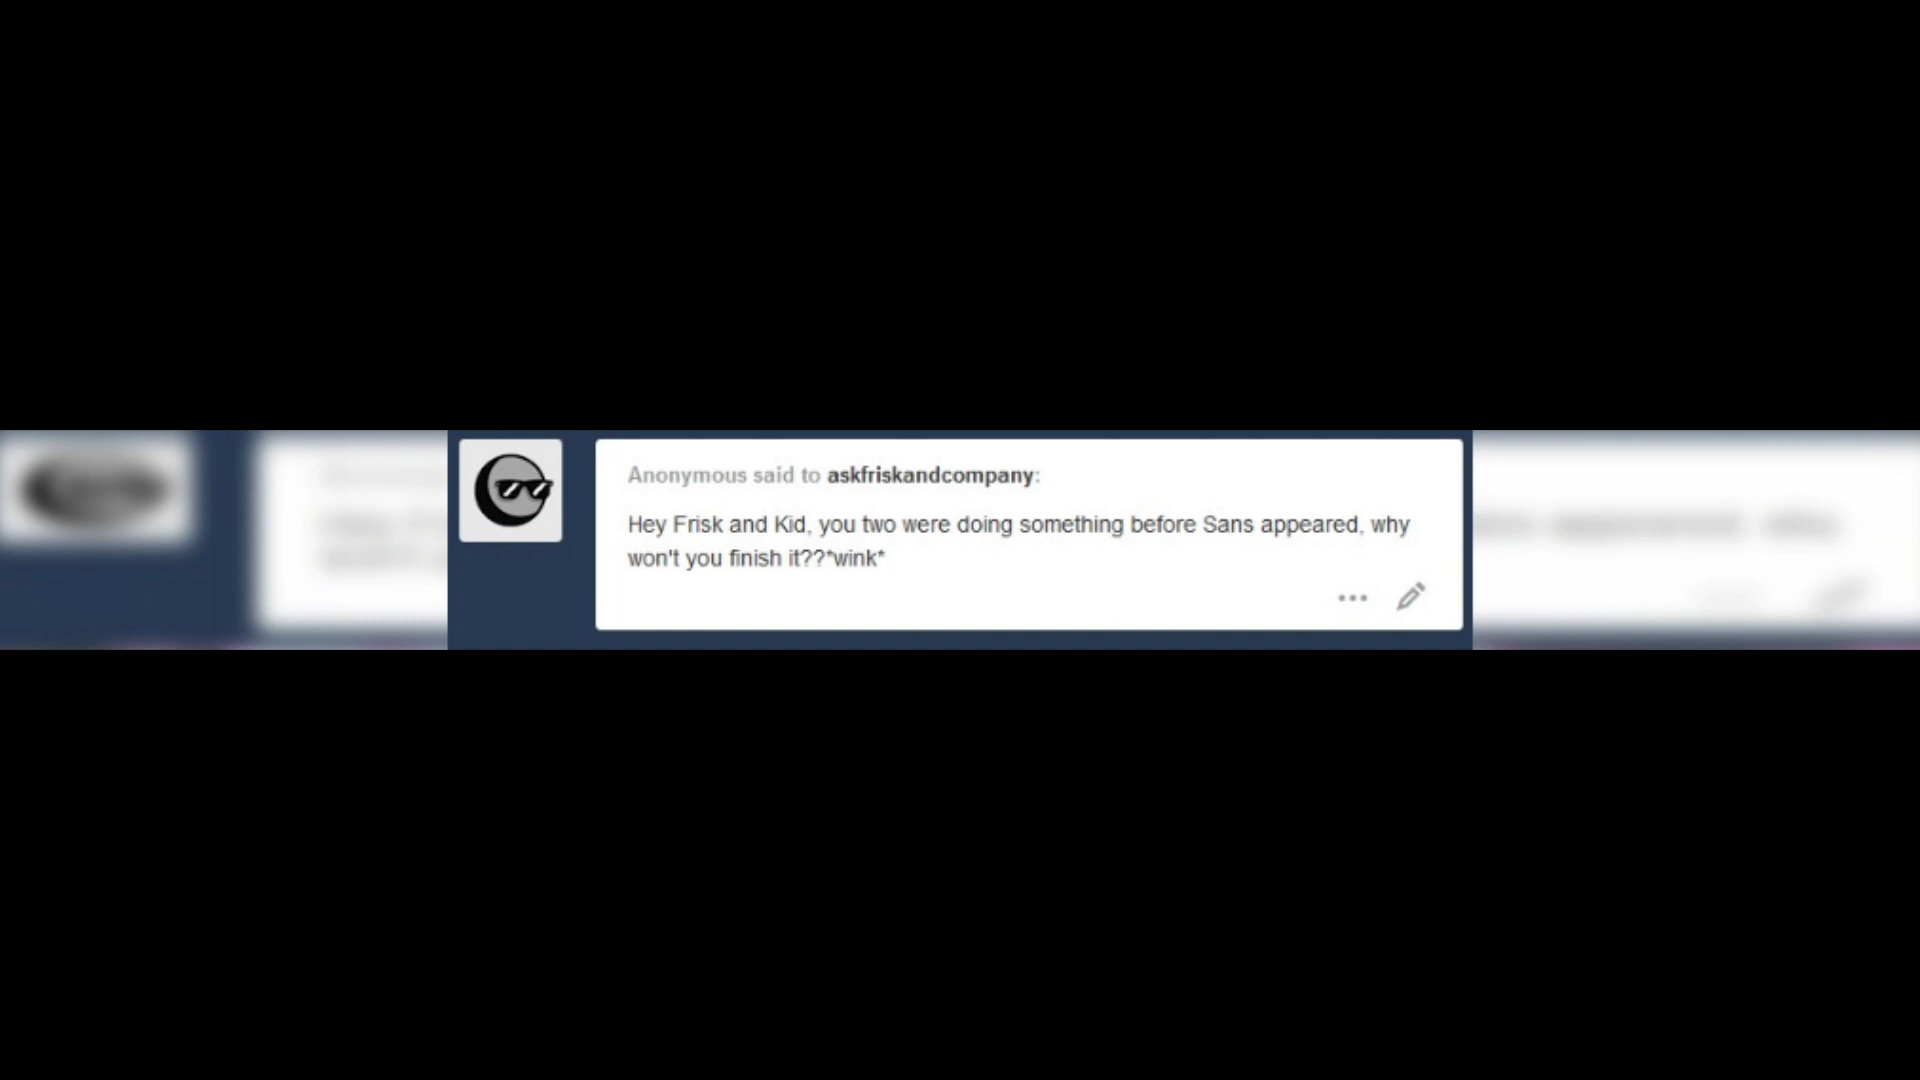 Anonymous said to askfriskandcompany:
Hey Frisk and Kid, you two were doing something before Sans appeared, why
won't you finish it??*wink*